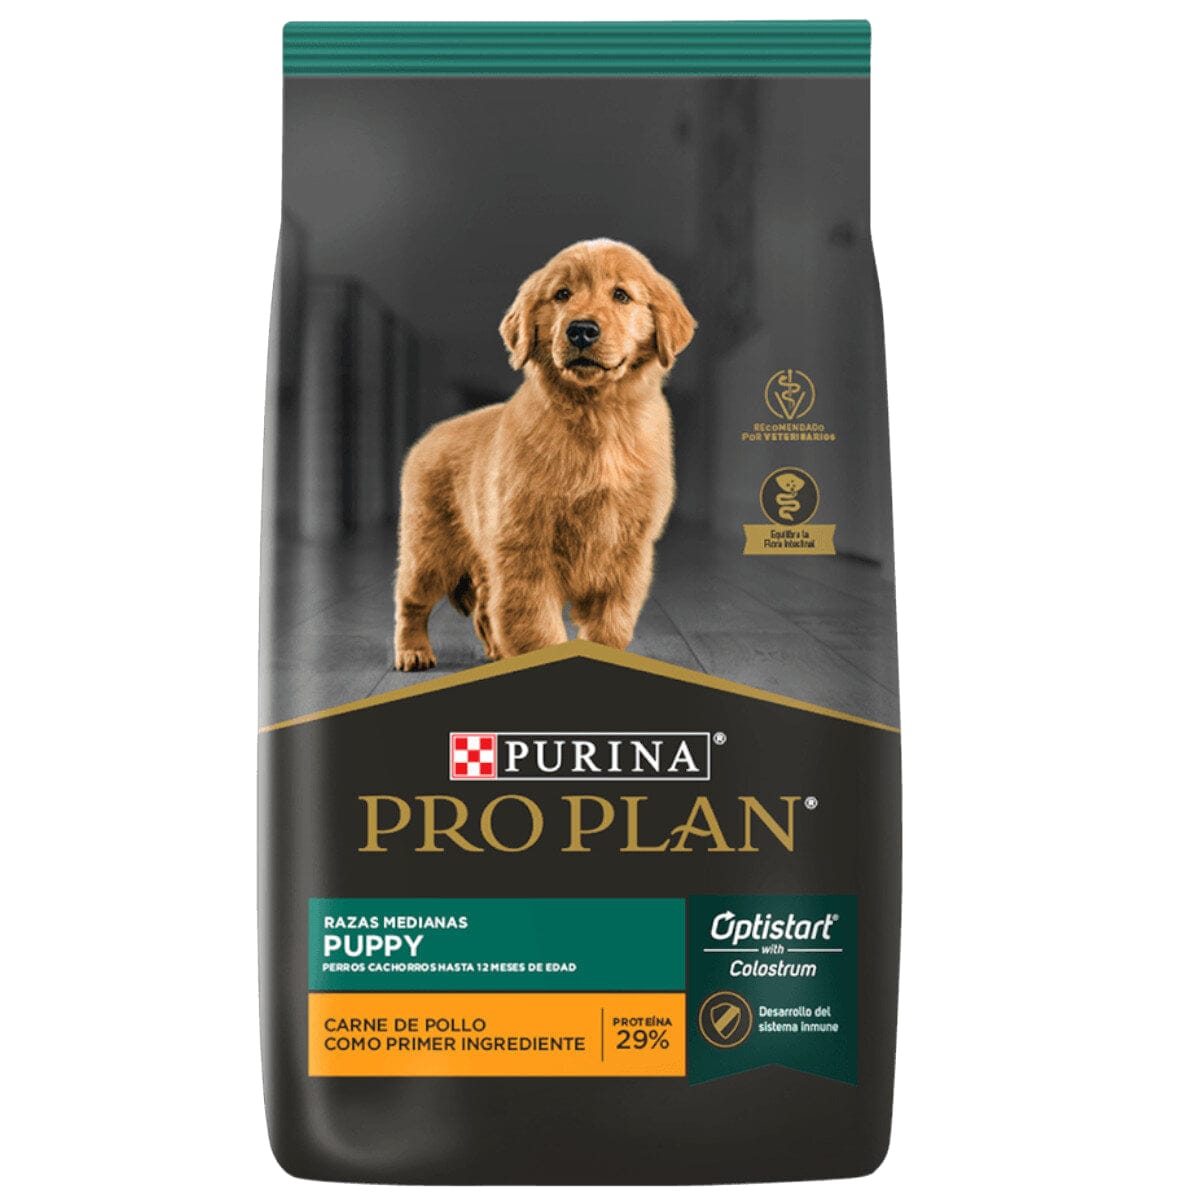 RECOMENDADO
POR VETERINARIOS
Equilibra la
Flora Intestinal
PURINA®
PRO PLAN®
RAZAS MEDIANAS
PUPPY
PERROS CACHORROS HASTA 12 MESES DE EDAD
CARNE DE POLLO
COMO PRIMER INGREDIENTE
PROTEÍNA
29%
Optistart®
with
Colostrum
Desarrollo del
sistema inmune